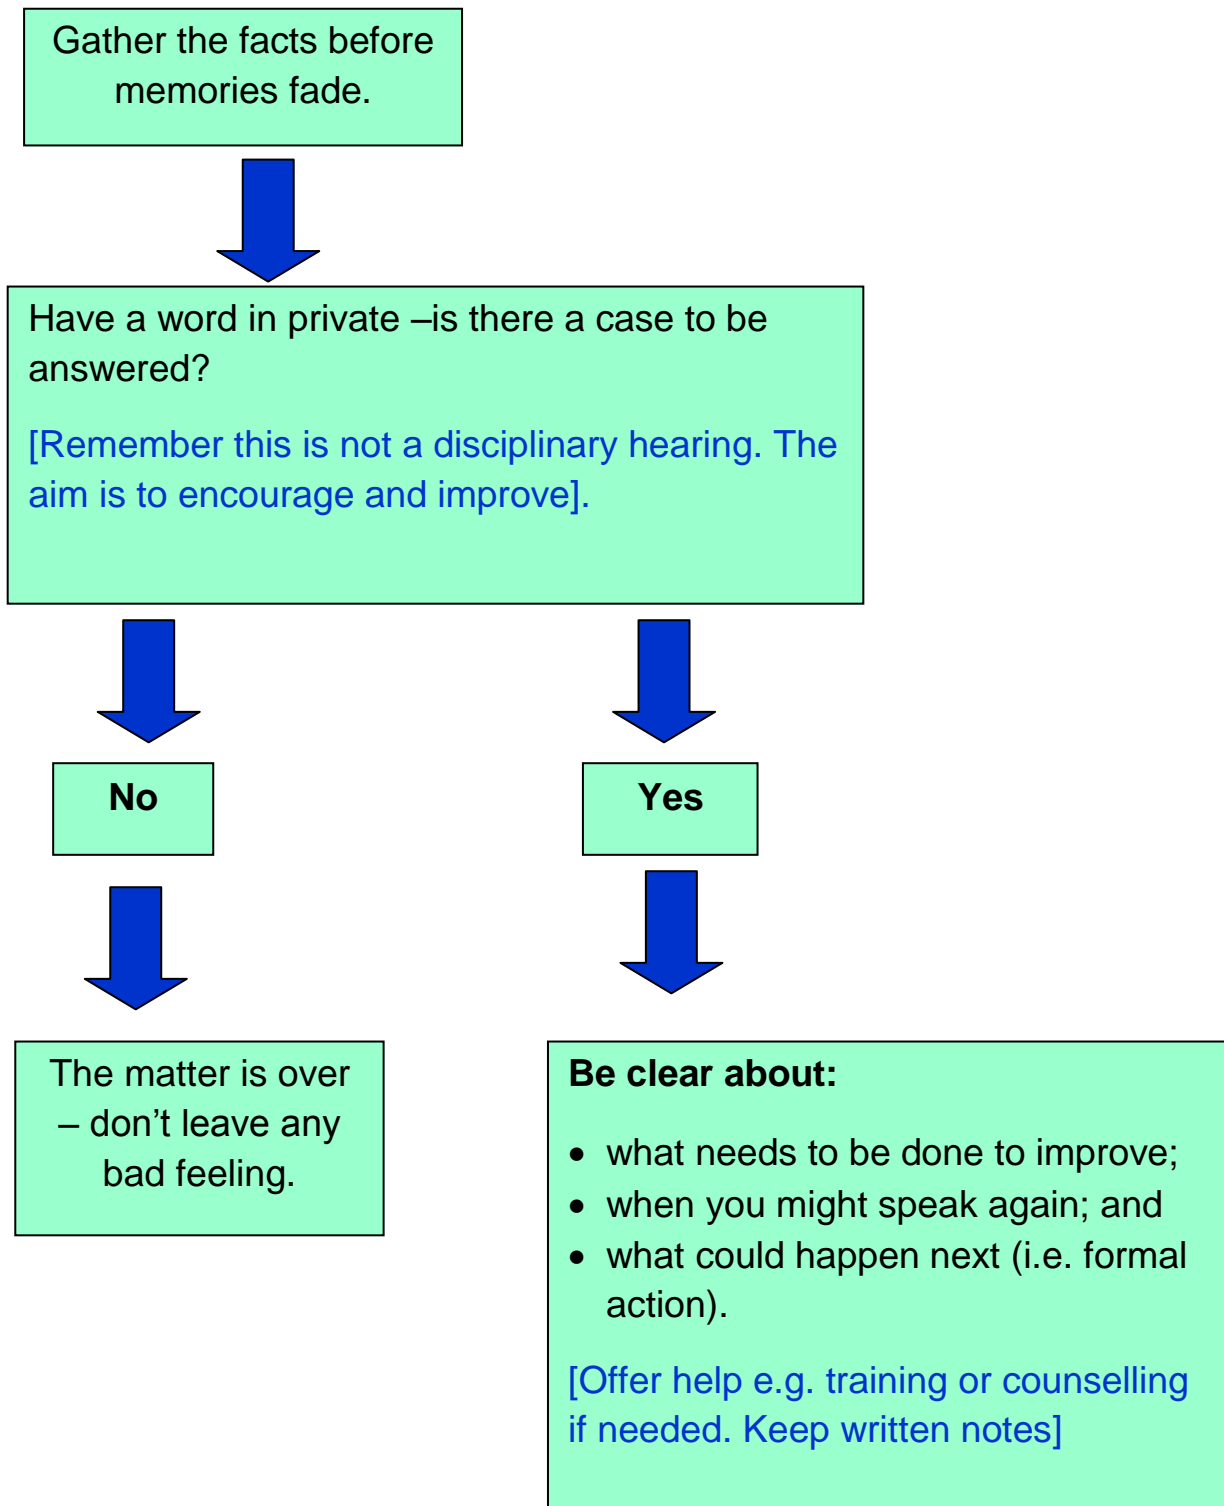 Gather the facts before
memories fade.
Have a word in private –is there a case to be
answered?
[Remember this is not a disciplinary hearing. The
aim is to encourage and improve].
No
Yes
The matter is over
– don’t leave any
bad feeling.
Be clear about:
• what needs to be done to improve;
• when you might speak again; and
• what could happen next (i.e. formal
action).
[Offer help e.g. training or counselling
if needed. Keep written notes]